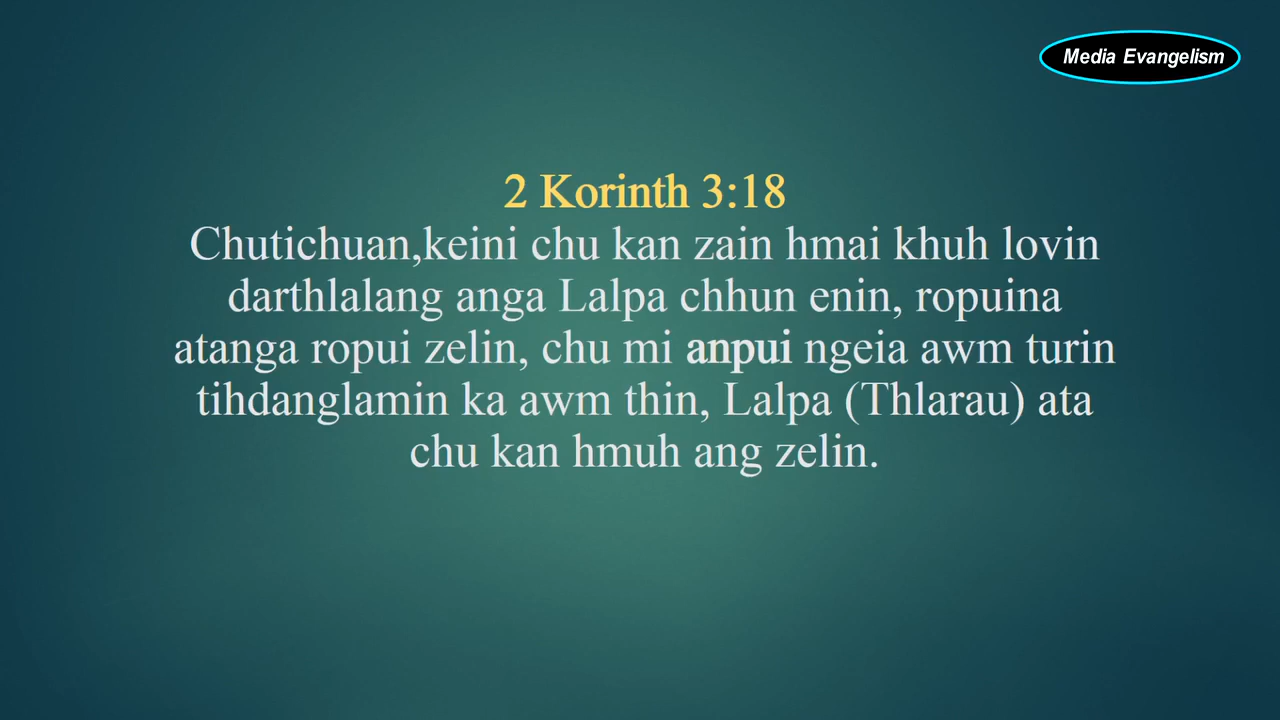 Media Evangelism
2 Korinth 3:18
Chutichuan,keini chu kan zain hmai khuh lovin
darthlalang anga Lalpa chhun enin, ropuina
atanga ropui zelin, chu mi anpui ngeia awm turin
tihdanglamin ka awm thin, Lalpa (Thlarau) ata
chu kan hmuh ang zelin.